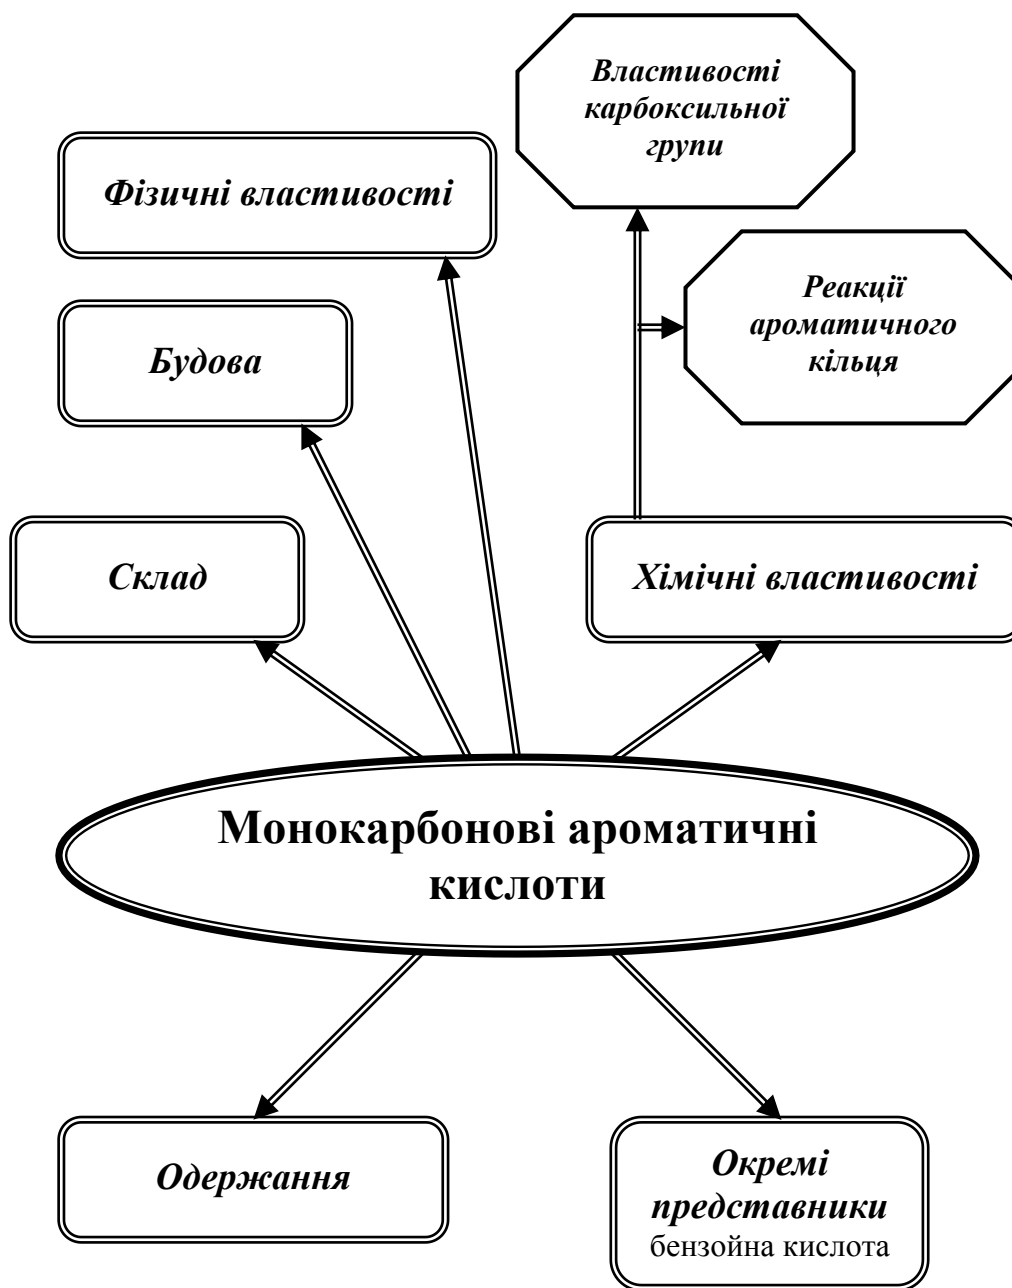 Властивості
карбоксильної
групи
Фізичні властивості
Реакції
ароматичного
кільця
Будова
Склад
Хімічні властивості
Монокарбонові ароматичні
кислоти
Одержання
Окремі
представники
бензойна кислота